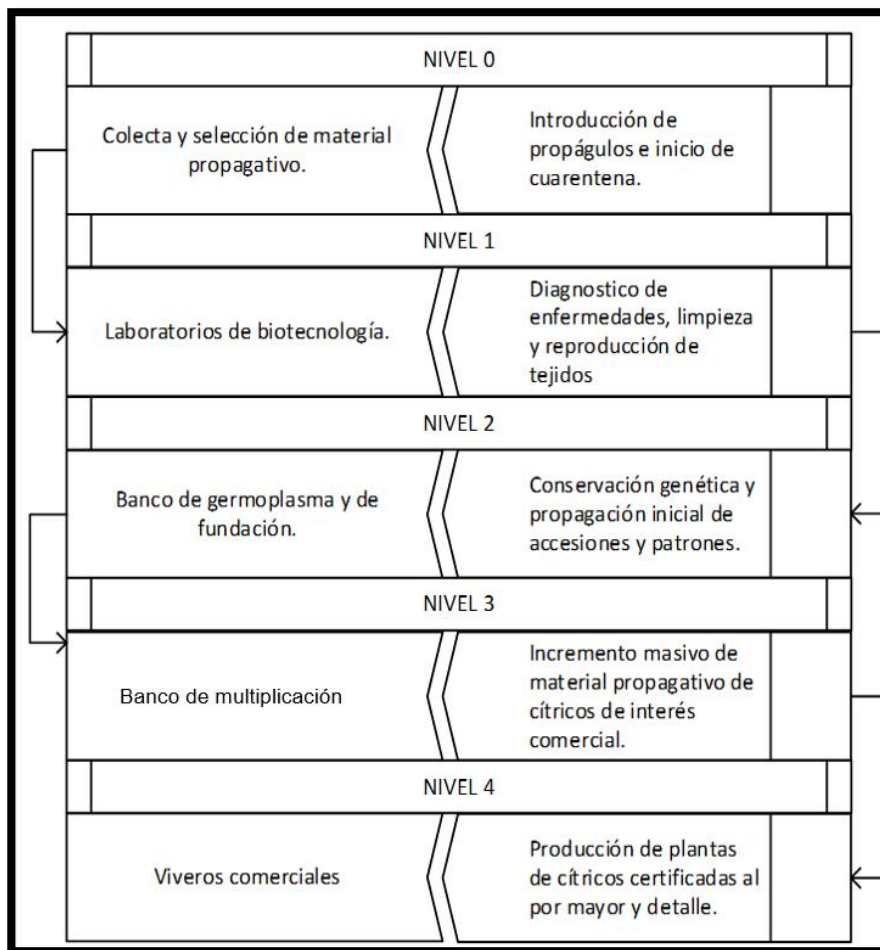 NIVEL 0
Colecta y selección de material
propagativo.
Introducción de
propágulos e inicio de
cuarentena.
NIVEL 1
Laboratorios de biotecnología.
Diagnostico de
enfermedades, limpieza
y reproducción de
tejidos
NIVEL 2
Banco de germoplasma y de
fundación.
Conservación genética y
propagación inicial de
accesiones y patrones.
NIVEL 3
Banco de multiplicación
Incremento masivo de
material propagativo de
cítricos de interés
comercial.
NIVEL 4
Viveros comerciales
Producción de plantas
de cítricos certificadas al
por mayor y detalle.